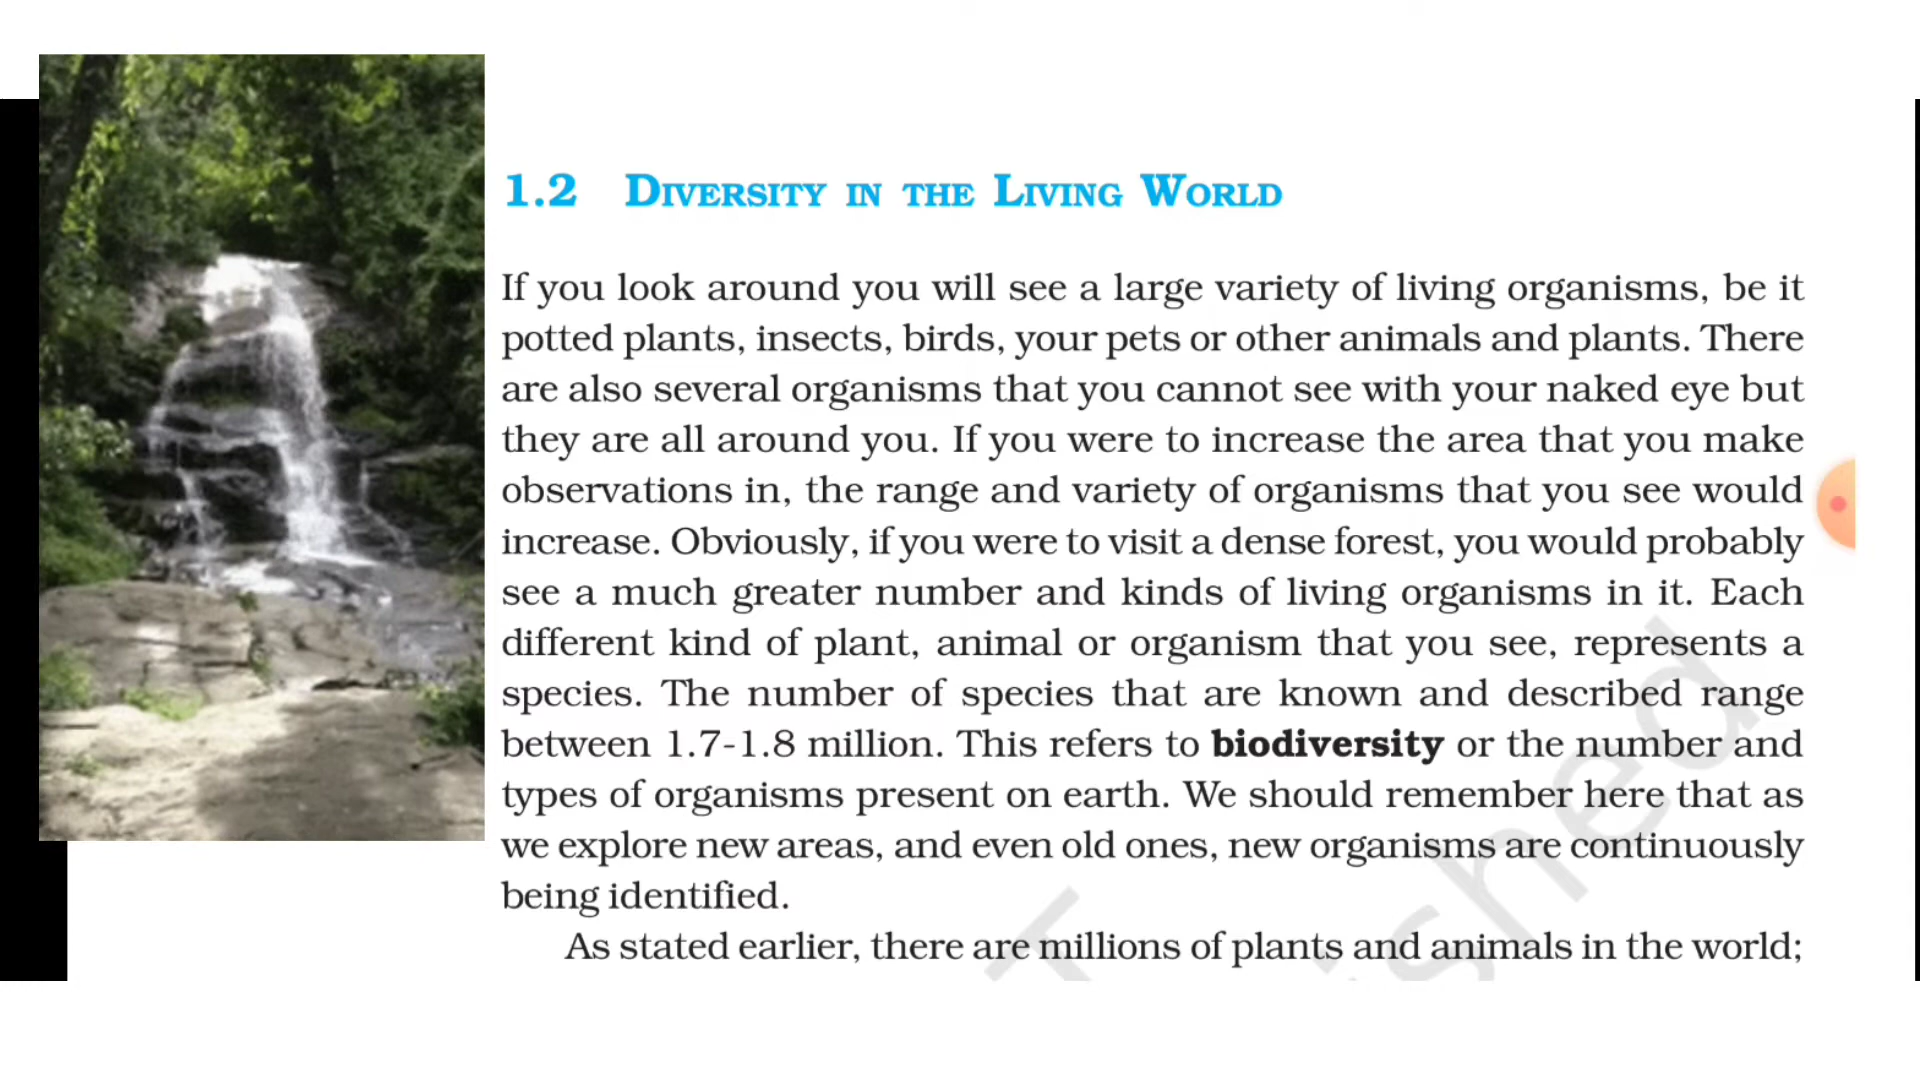 1.2 Diversity in the Living World
If you look around you will see a large variety of living organisms, be it
potted plants, insects, birds, your pets or other animals and plants. There
are also several organisms that you cannot see with your naked eye but
they are all around you. If you were to increase the area that you make
observations in, the range and variety of organisms that you see would
increase. Obviously, if you were to visit a dense forest, you would probably
see a much greater number and kinds of living organisms in it. Each
different kind of plant, animal or organism that you see, represents a
species. The number of species that are known and described range
between 1.7-1.8 million. This refers to biodiversity or the number and
types of organisms present on earth. We should remember here that as
we explore new areas, and even old ones, new organisms are continuously
being identified.
As stated earlier, there are millions of plants and animals in the world;